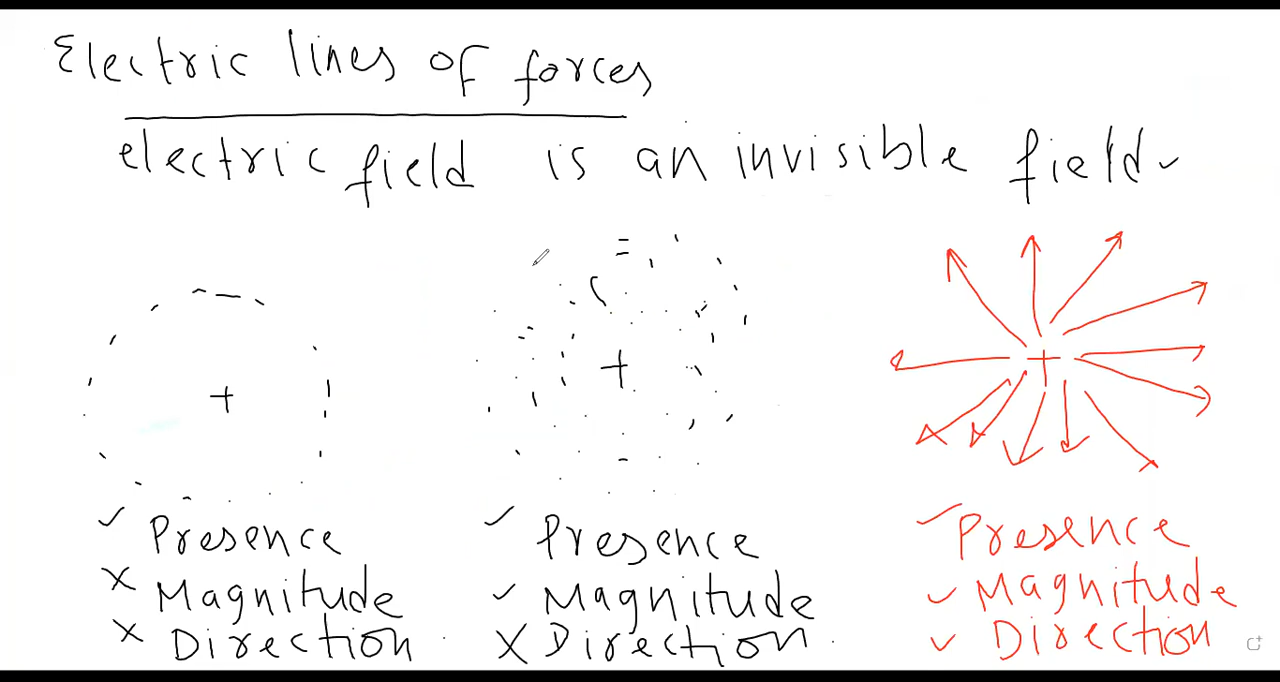 Electric lines of forces
electric field is an invisible field
+
+
+
✓ Presence
x Magnitude
x Direction
✓ Presence
✓ Magnitude
x Direction
✓ Presence
✓ Magnitude
✓ Direction